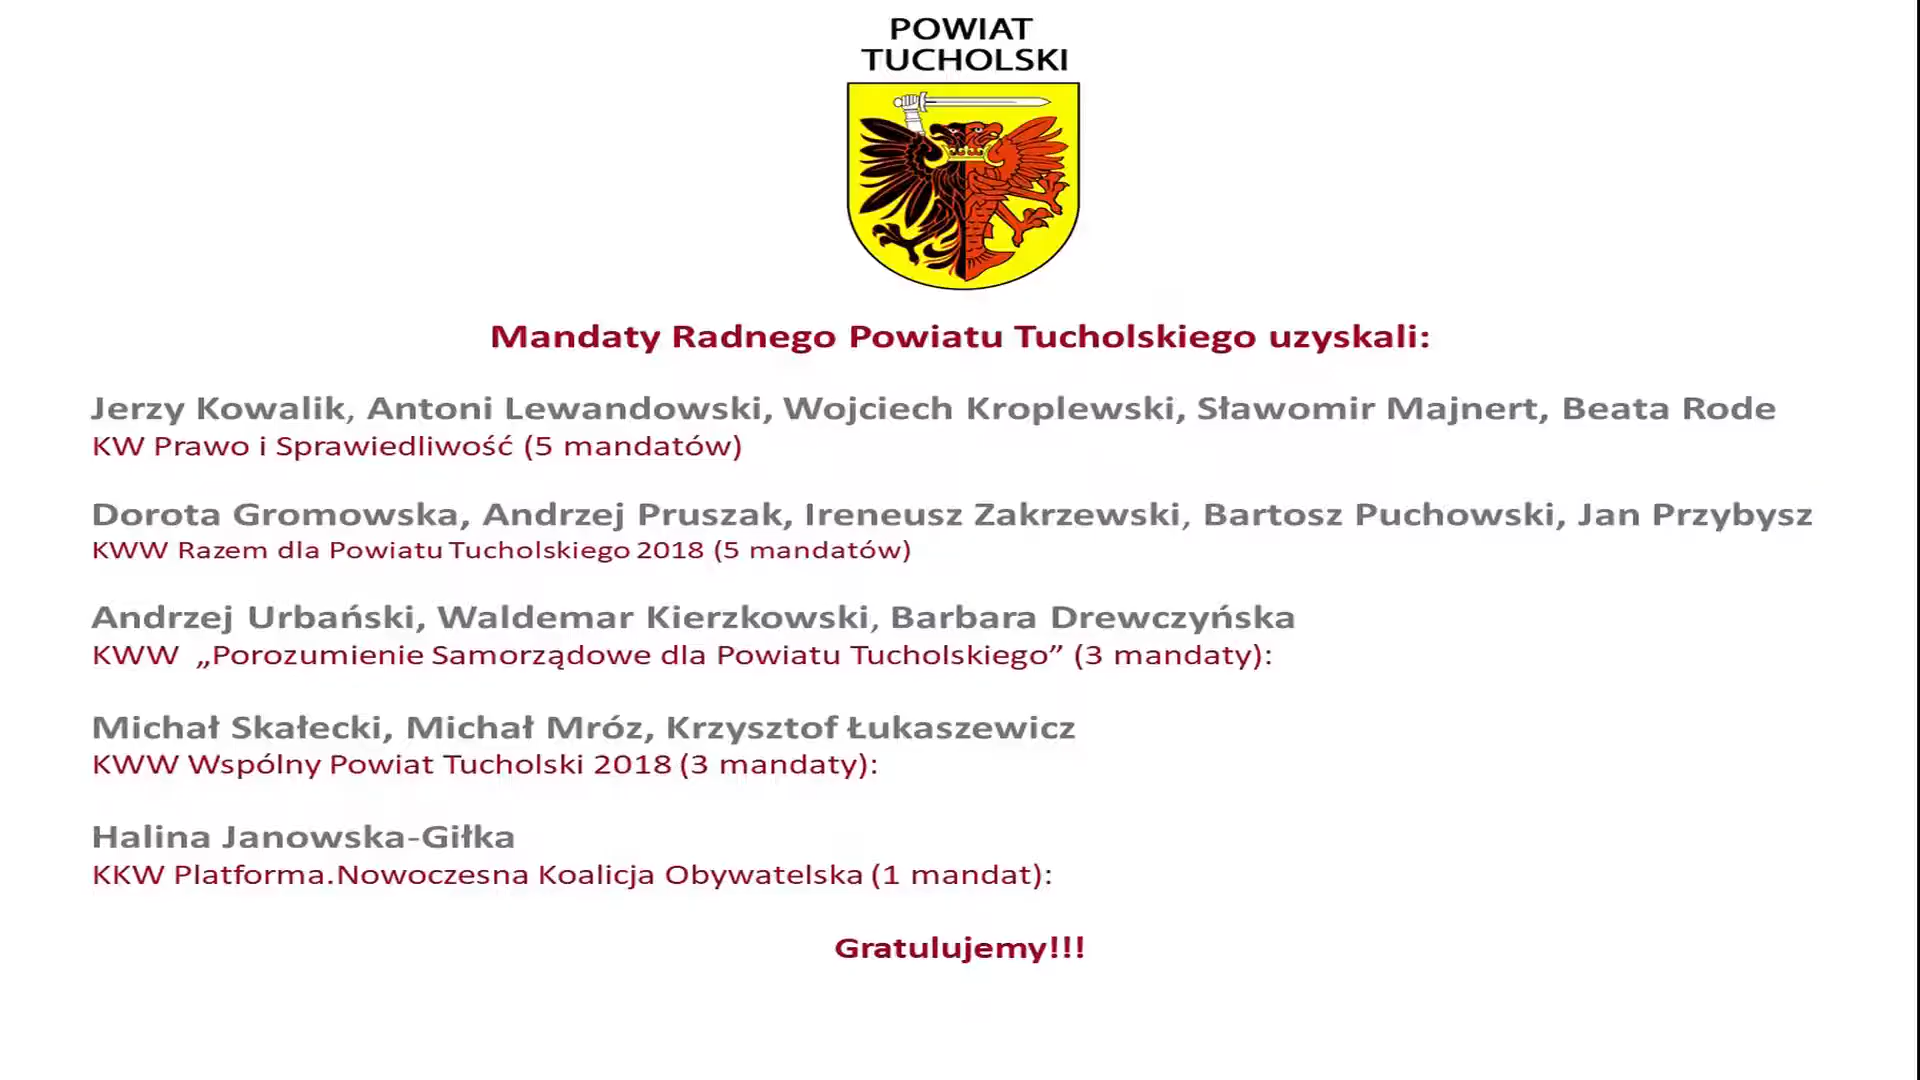 POWIAT
TUCHOLSKI
Mandaty Radnego Powiatu Tucholskiego uzyskali:
Jerzy Kowalik, Antoni Lewandowski, Wojciech Kroplewski, Sławomir Majnert, Beata Rode
KW Prawo i Sprawiedliwość (5 mandatów)
Dorota Gromowska, Andrzej Pruszak, Ireneusz Zakrzewski, Bartosz Puchowski, Jan Przybysz
KWW Razem dla Powiatu Tucholskiego 2018 (5 mandatów)
Andrzej Urbański, Waldemar Kierzkowski, Barbara Drewczyńska
KWW „Porozumienie Samorządowe dla Powiatu Tucholskiego” (3 mandaty):
Michał Skałecki, Michał Mróz, Krzysztof Łukaszewicz
KWW Wspólny Powiat Tucholski 2018 (3 mandaty):
Halina Janowska-Giłka
KKW Platforma.Nowoczesna Koalicja Obywatelska (1 mandat):
Gratulujemy!!!